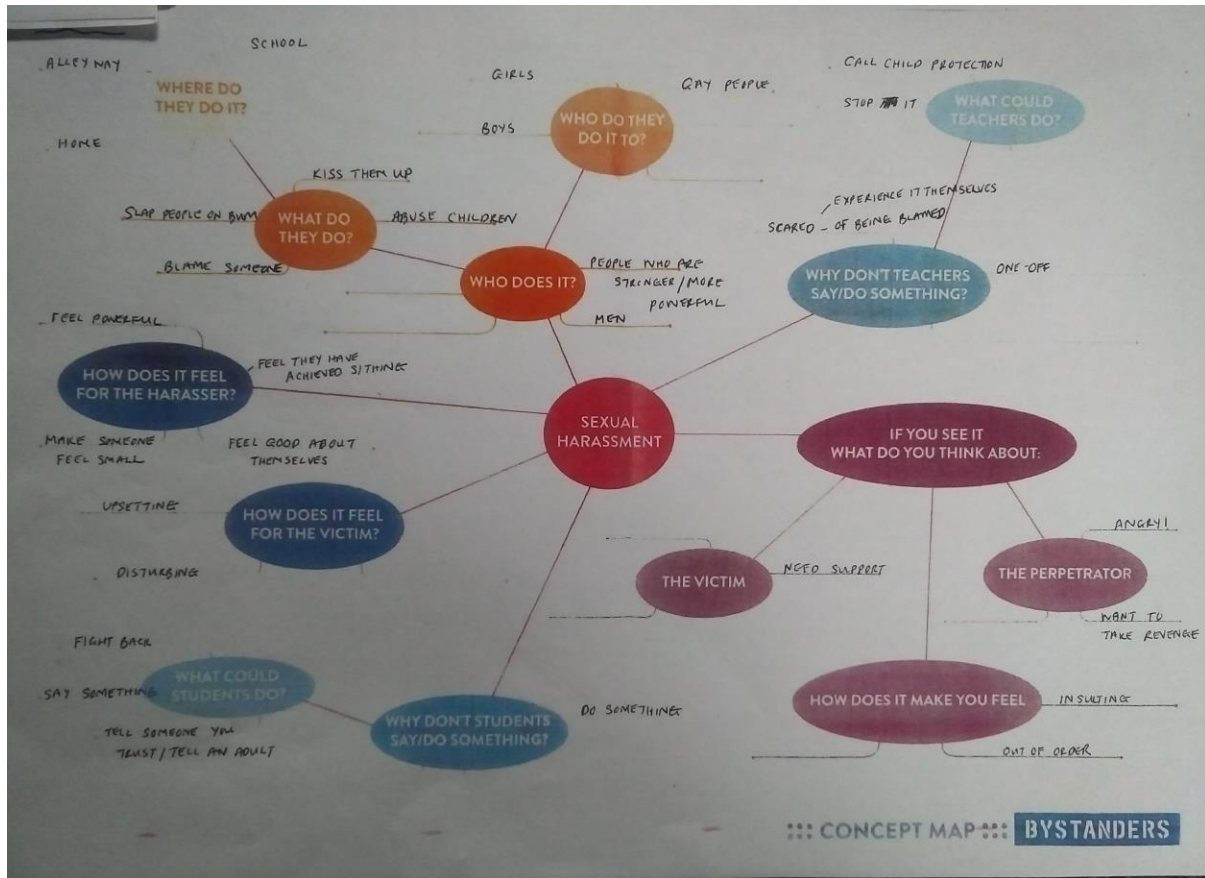 SCHOOL
ALLEYWAY
WHERE DO
THEY DO IT?
HOME
GIRLS
GAY PEOPLE
BOYS
WHO DO THEY
DO IT TO?
CALL CHILD PROTECTION
STOP IT
WHAT COULD
TEACHERS DO?
KISS THEM UP
SLAP PEOPLE ON BUM
WHAT DO
THEY DO?
ABUSE CHILDREN
BLAME SOMEONE
WHO DOES IT?
PEOPLE WHO ARE
STRONGER/MORE
POWERFUL
MEN
EXPERIENCE IT THEMSELVES
SCARED - OF BEING BLAMED
WHY DON'T TEACHERS
SAY/DO SOMETHING?
ONE-OFF
FEEL POWERFUL
HOW DOES IT FEEL
FOR THE HARASSER?
FEEL THEY HAVE
ACHIEVED S/THING
MAKE SOMEONE
FEEL SMALL
FEEL GOOD ABOUT
THEMSELVES
SEXUAL
HARASSMENT
IF YOU SEE IT
WHAT DO YOU THINK ABOUT:
UPSETTING
HOW DOES IT FEEL
FOR THE VICTIM?
DISTURBING
THE VICTIM
NEED SUPPORT
ANGRY!
THE PERPETRATOR
WANT TO
TAKE REVENGE
FIGHT BACK
WHAT COULD
STUDENTS DO?
SAY SOMETHING
TELL SOMEONE YOU
TRUST/TELL AN ADULT
WHY DON'T STUDENTS
SAY/DO SOMETHING?
DO SOMETHING
HOW DOES IT MAKE YOU FEEL
INSULTING
OUT OF ORDER
CONCEPT MAP
BYSTANDERS